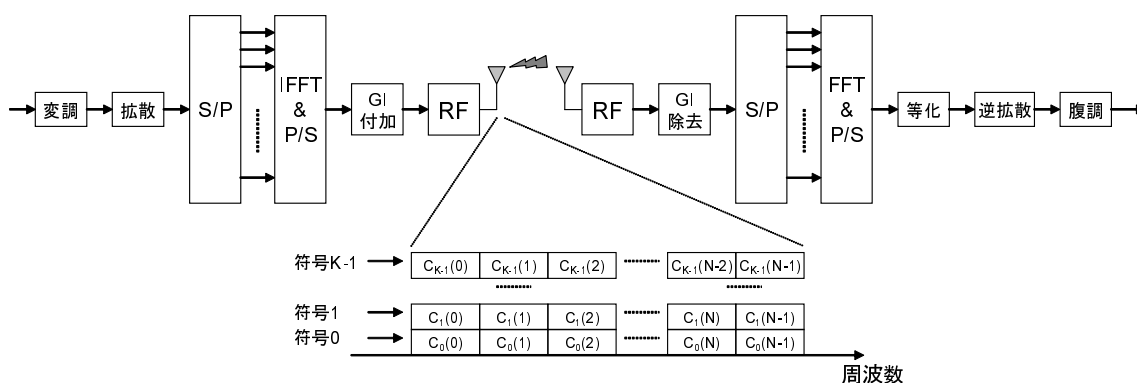 変調
拡散
S/P
IFFT
&
P/S
GI
付加
RF
RF
GI
除去
S/P
FFT
&
P/S
等化
逆拡散
腹調
符号K-1
C_{K-1}(0) C_{K-1}(1) C_{K-1}(2) C_{K-1}(N-2) C_{K-1}(N-1)
符号1
C_1(0) C_1(1) C_1(2) C_1(N) C_1(N-1)
符号0
C_0(0) C_0(1) C_0(2) C_0(N) C_0(N-1)
周波数